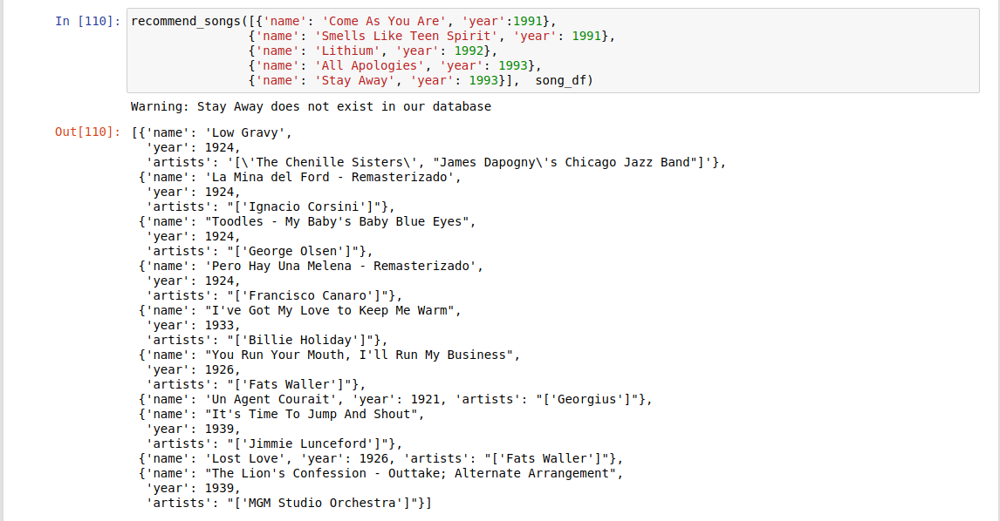 In [110]: recommend_songs([{'name': 'Come As You Are', 'year':1991},
{'name': 'Smells Like Teen Spirit', 'year': 1991},
{'name': 'Lithium', 'year': 1992},
{'name': 'All Apologies', 'year': 1993},
{'name': 'Stay Away', 'year': 1993}],  song_df)
Warning: Stay Away does not exist in our database
Out[110]: [{'name': 'Low Gravy',
'year': 1924,
'artists': '[\'The Chenille Sisters\', "James Dapogny\'s Chicago Jazz Band"]'},
{'name': 'La Mina del Ford - Remasterizado',
'year': 1924,
'artists': "['Ignacio Corsini']"},
{'name': "Toodles - My Baby's Baby Blue Eyes",
'year': 1924,
'artists': "['George Olsen']"},
{'name': 'Pero Hay Una Melena - Remasterizado',
'year': 1924,
'artists': "['Francisco Canaro']"},
{'name': "I've Got My Love to Keep Me Warm",
'year': 1933,
'artists': "['Billie Holiday']"},
{'name': "You Run Your Mouth, I'll Run My Business",
'year': 1926,
'artists': "['Fats Waller']"},
{'name': 'Un Agent Courait', 'year': 1921, 'artists': "['Georgius']"},
{'name': "It's Time To Jump And Shout",
'year': 1939,
'artists': "['Jimmie Lunceford']"},
{'name': 'Lost Love', 'year': 1926, 'artists': "['Fats Waller']"},
{'name': "The Lion's Confession - Outtake; Alternate Arrangement",
'year': 1939,
'artists': "['MGM Studio Orchestra']"}]